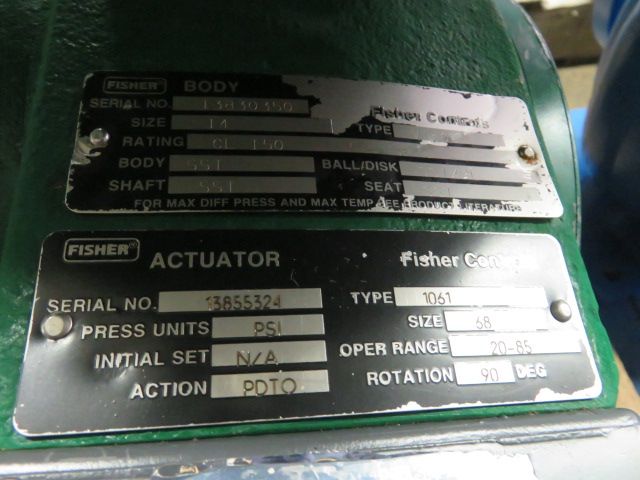 FISHER BODY
SERIAL NO. 13830350 Fisher Controls
SIZE 14 TYPE
RATING CL 150
BODY SST BALL/DISK
SHAFT SST SEAT
FOR MAX DIFF PRESS AND MAX TEMP SEE PRODUCT LITERATURE
FISHER® ACTUATOR Fisher Controls
SERIAL NO. 13855324 TYPE 1061
PRESS UNITS PSI SIZE 68
INITIAL SET N/A OPER RANGE 20-85
ACTION PDTO ROTATION 90 DEG